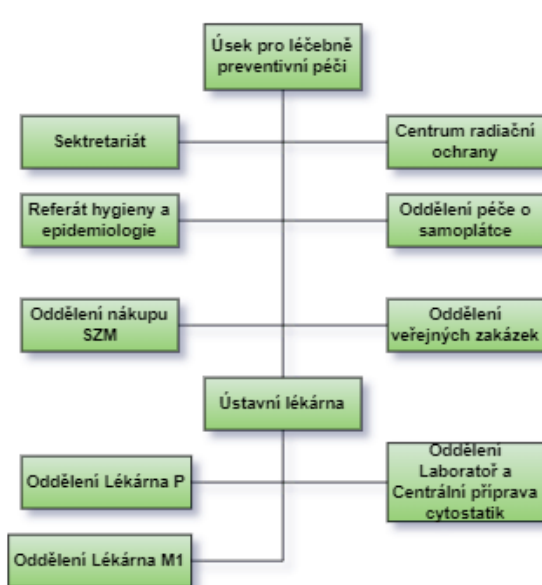 Úsek pro léčebně
preventivní péči
Sektretariát
Centrum radiační
ochrany
Referát hygieny a
epidemiologie
Oddělení péče o
samoplátce
Oddělení nákupu
SZM
Oddělení
veřejných zakázek
Ústavní lékárna
Oddělení Lékárna P
Oddělení
Laboratoř a
Centrální příprava
cytostatik
Oddělení Lékárna M1